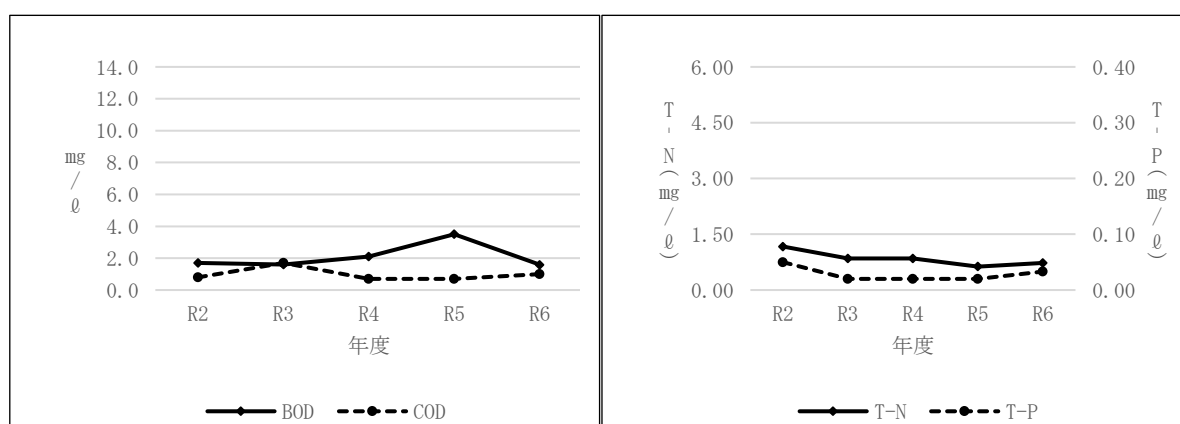 14.0
12.0
10.0
8.0
6.0
4.0
2.0
0.0
mg/ℓ
R2 R3 R4 R5 R6
年度
BOD COD
6.00
4.50
3.00
1.50
0.00
T-N(mg/ℓ)
0.40
0.30
0.20
0.10
0.00
T-P(mg/ℓ)
R2 R3 R4 R5 R6
年度
T-N T-P